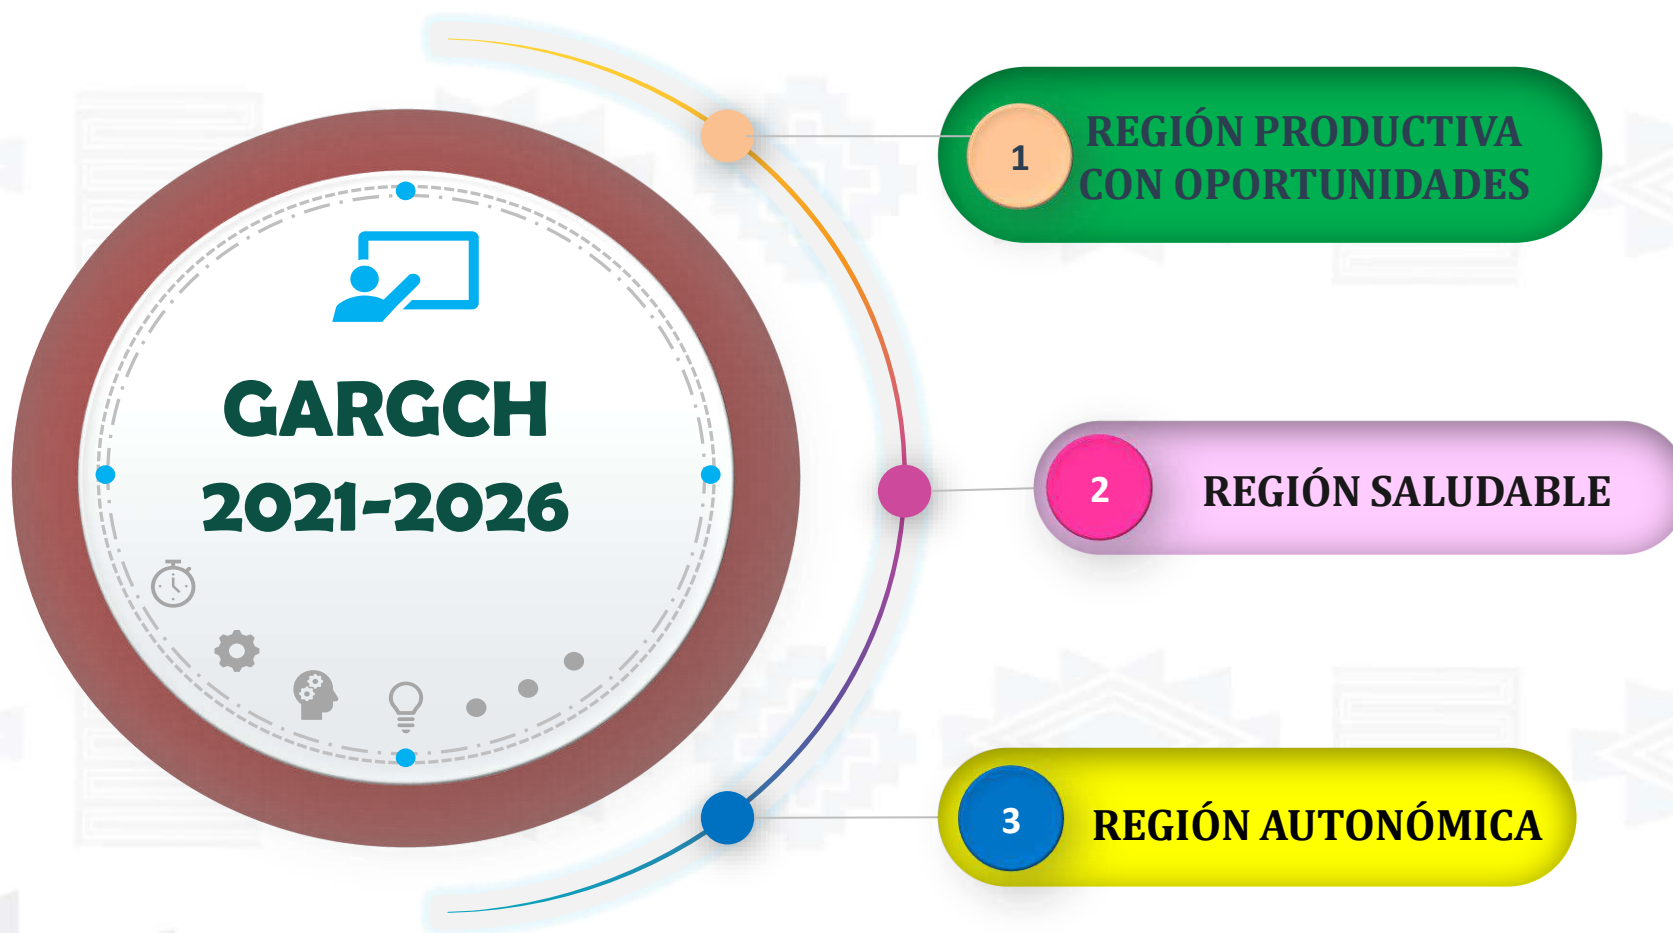 GARGCH
2021-2026
1
REGIÓN PRODUCTIVA
CON OPORTUNIDADES
2
REGIÓN SALUDABLE
3
REGIÓN AUTONÓMICA